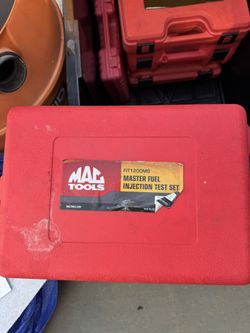 MAC
TOOLS
FIT1200MS
MASTER FUEL
INJECTION TEST SET